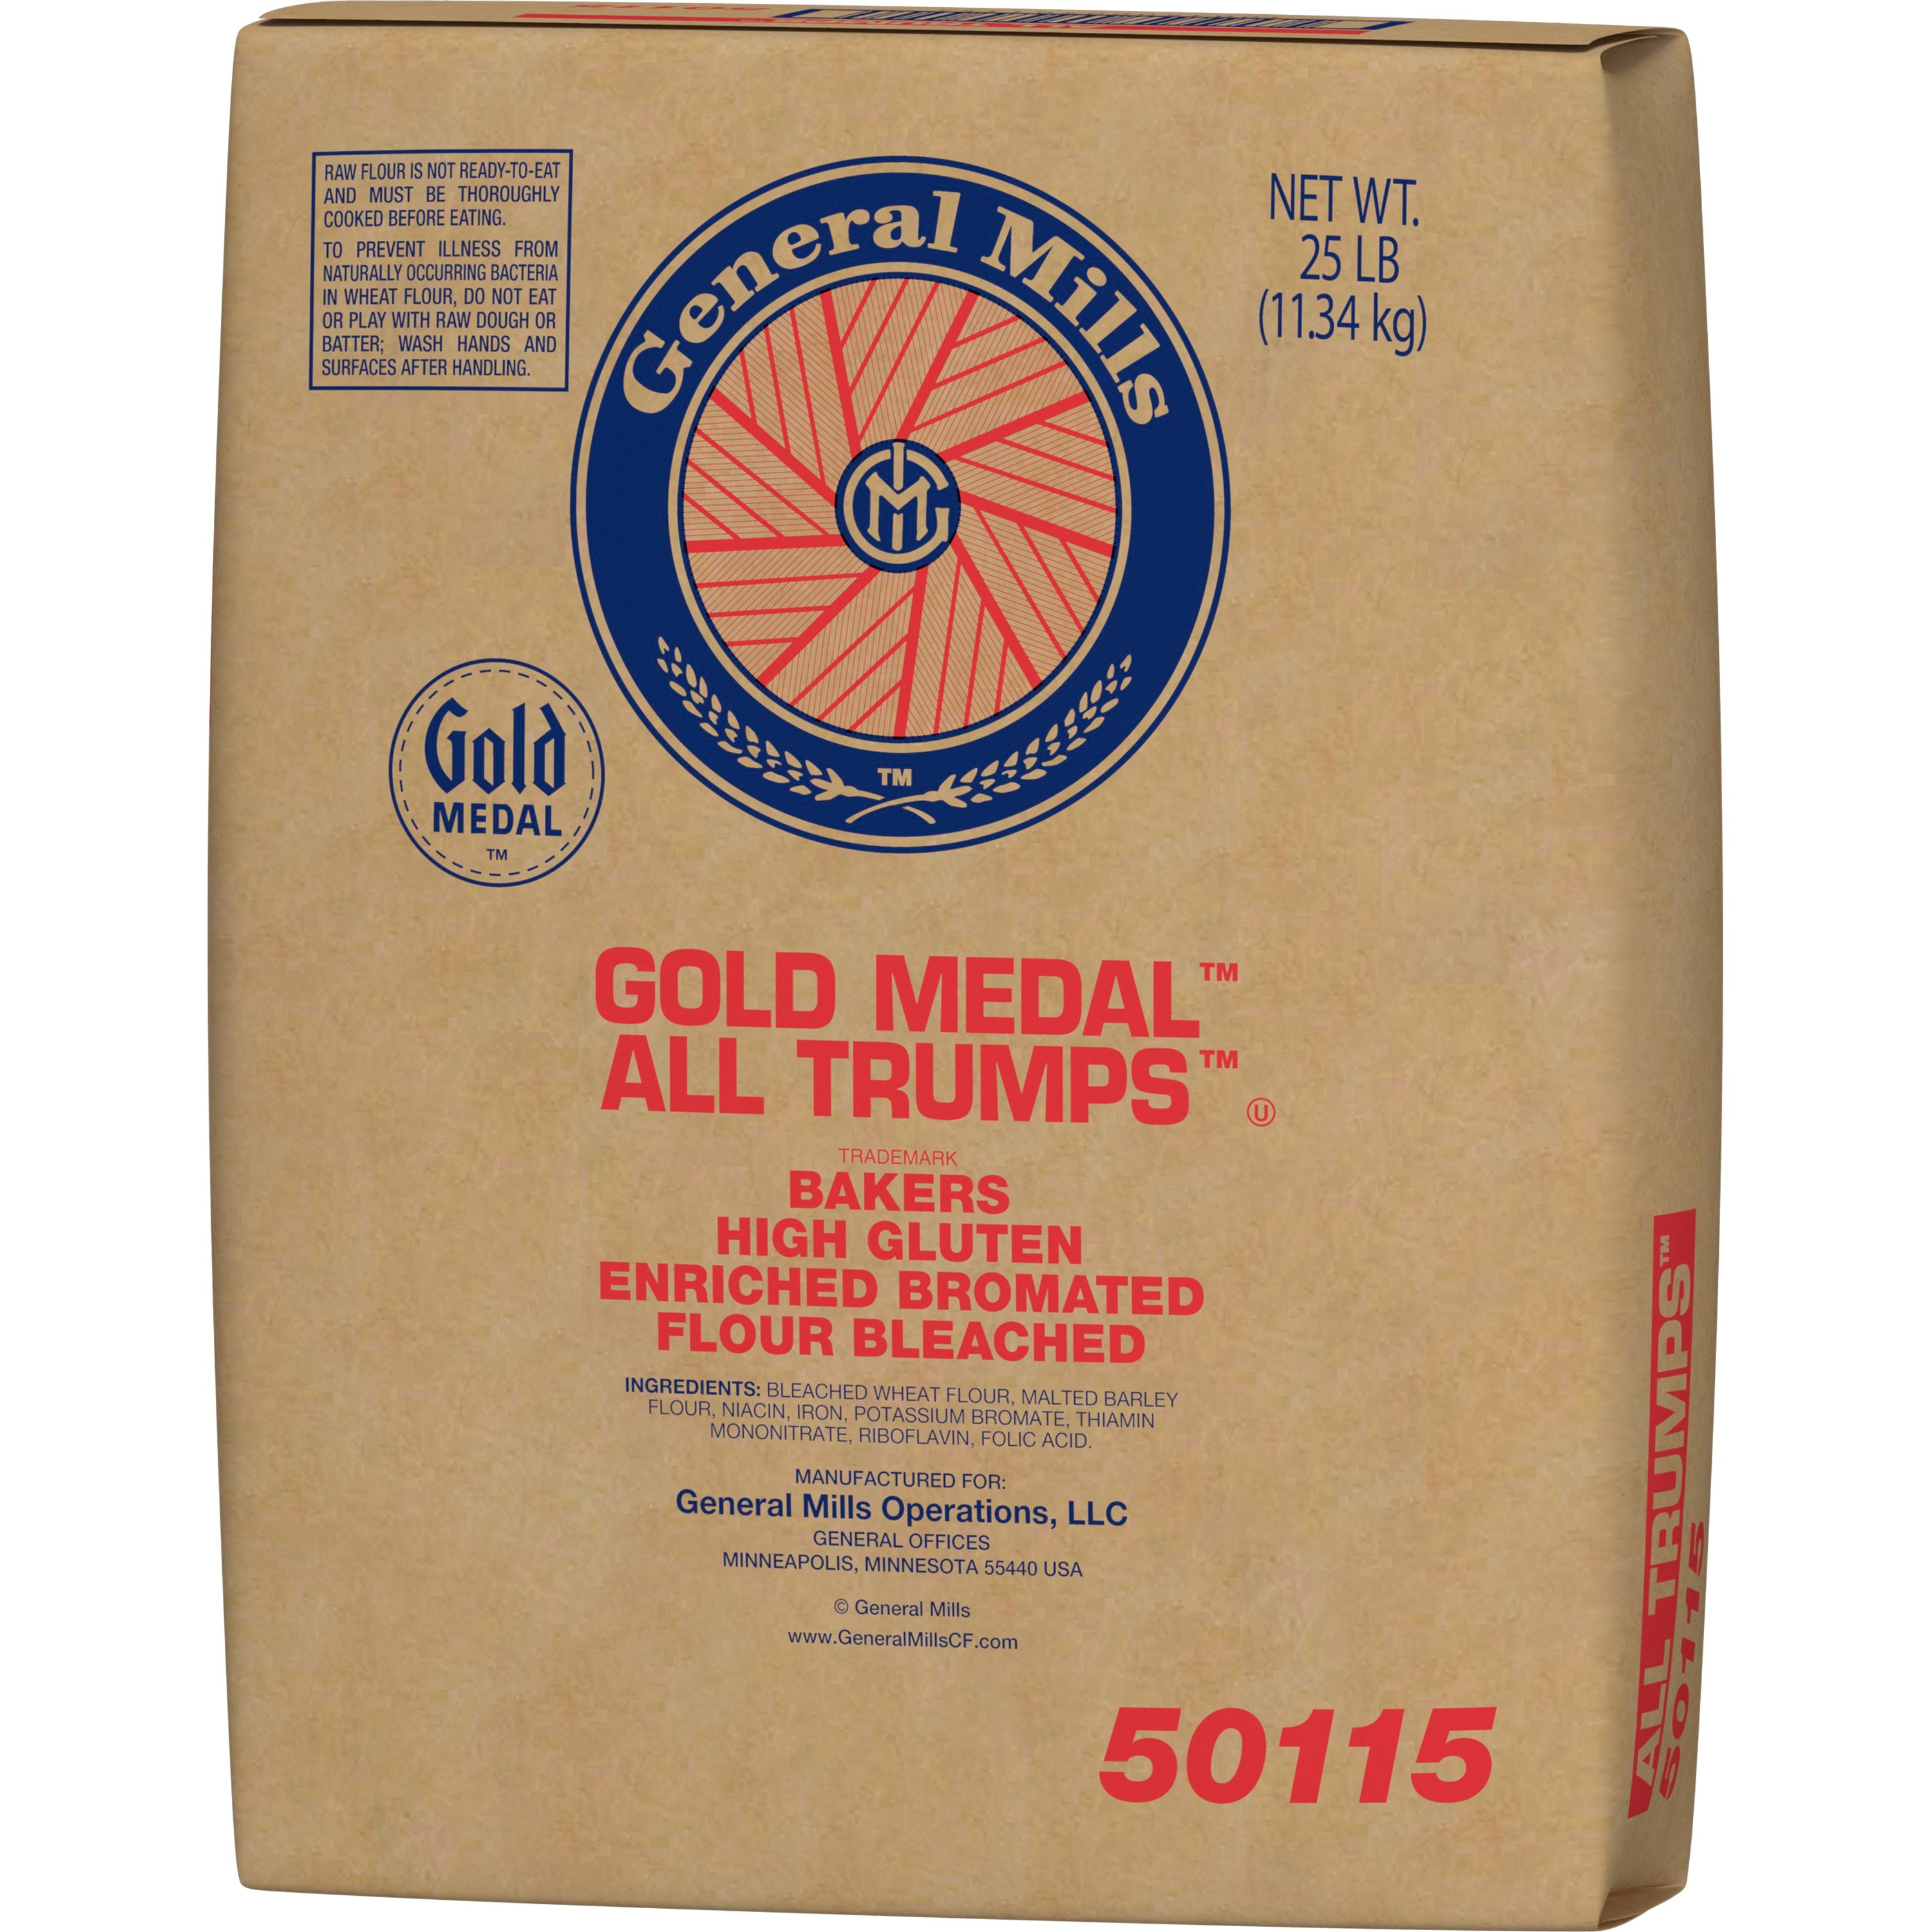 RAW FLOUR IS NOT READY-TO-EAT
AND MUST BE THOROUGHLY
COOKED BEFORE EATING.
TO PREVENT ILLNESS FROM
NATURALLY OCCURRING BACTERIA
IN WHEAT FLOUR, DO NOT EAT
OR PLAY WITH RAW DOUGH OR
BATTER; WASH HANDS AND
SURFACES AFTER HANDLING.
General Mills
GM
TM
NET WT.
25 LB
(11.34 kg)
Gold
MEDAL
TM
GOLD MEDAL™
ALL TRUMPS™ Ⓤ
TRADEMARK
BAKERS
HIGH GLUTEN
ENRICHED BROMATED
FLOUR BLEACHED
INGREDIENTS: BLEACHED WHEAT FLOUR, MALTED BARLEY
FLOUR, NIACIN, IRON, POTASSIUM BROMATE, THIAMIN
MONONITRATE, RIBOFLAVIN, FOLIC ACID.
MANUFACTURED FOR:
General Mills Operations, LLC
GENERAL OFFICES
MINNEAPOLIS, MINNESOTA 55440 USA
© General Mills
www.GeneralMillsCF.com
50115
ALL TRUMPS™
50115